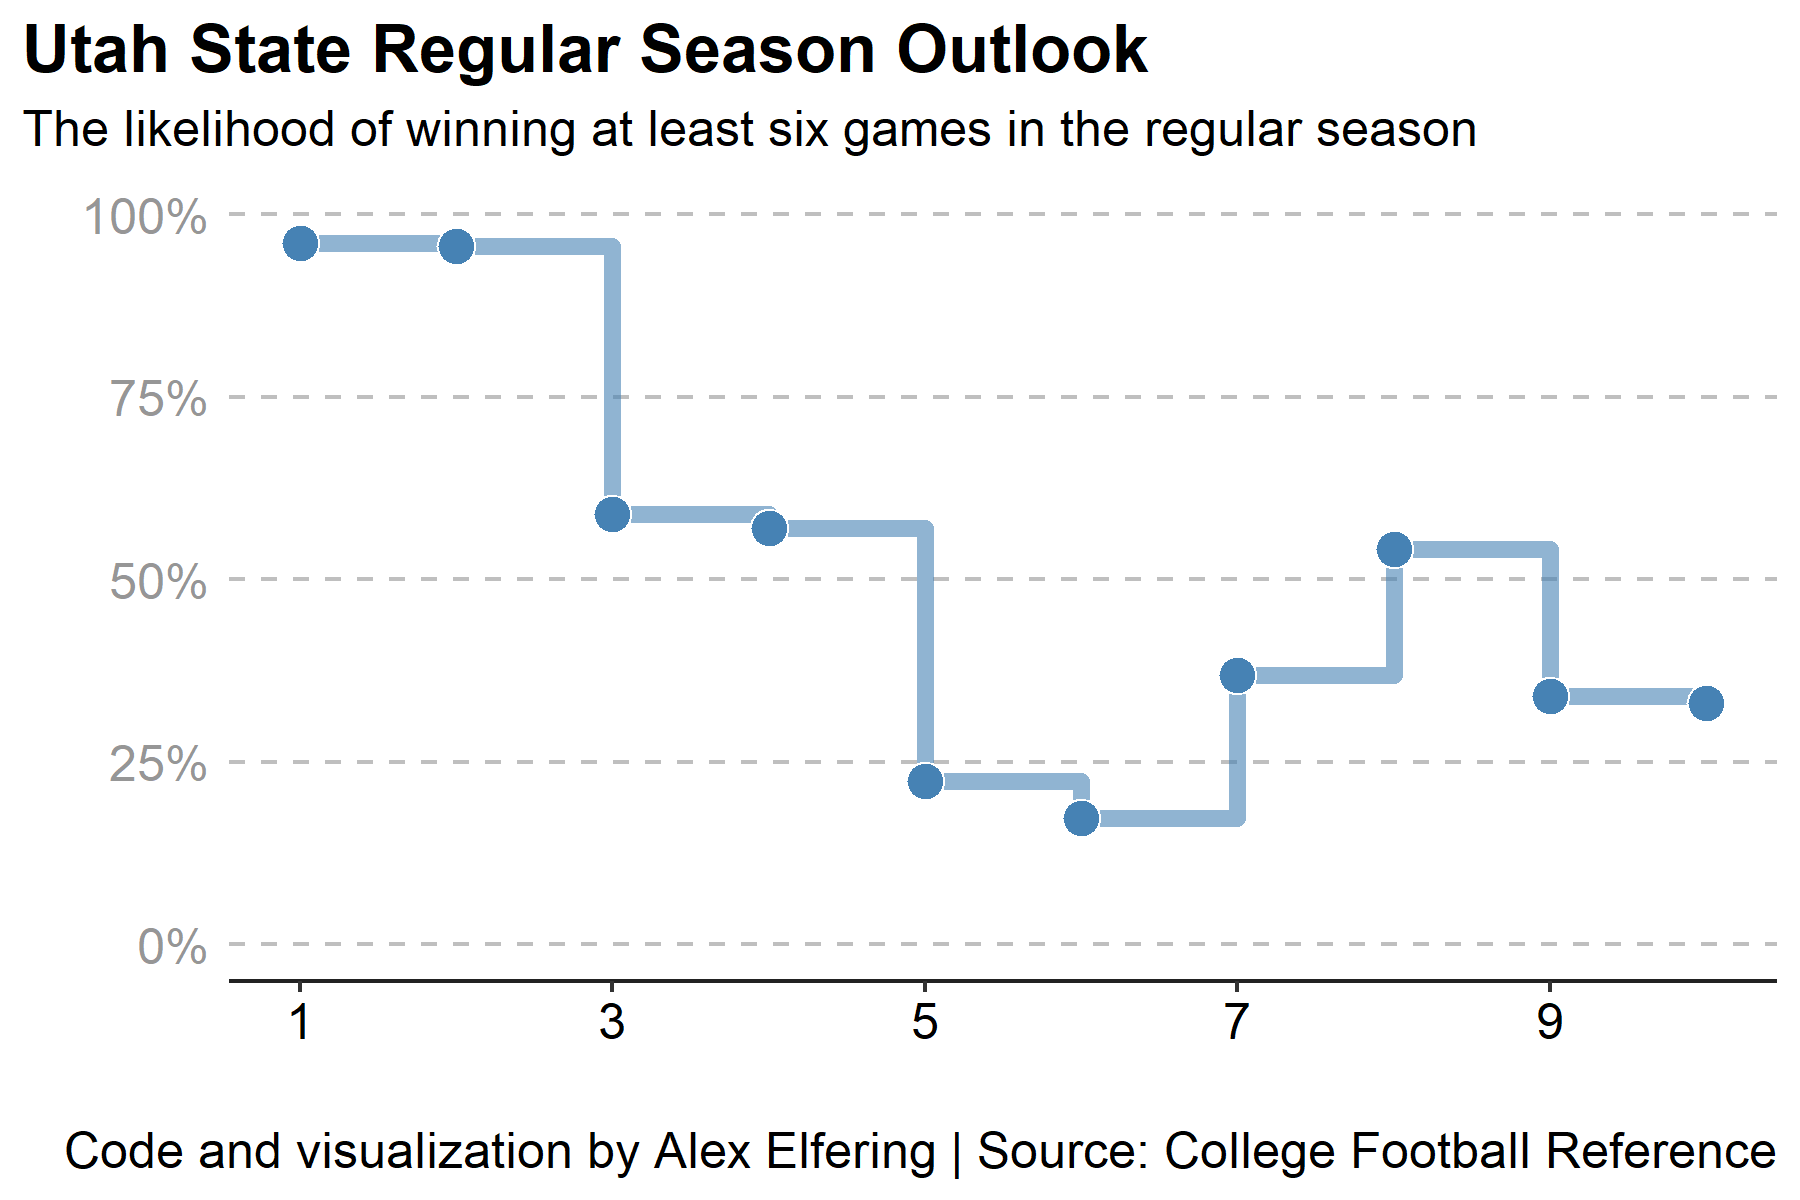 Utah State Regular Season Outlook
The likelihood of winning at least six games in the regular season
100%
75%
50%
25%
0%
1 3 5 7 9
Code and visualization by Alex Elfering | Source: College Football Reference